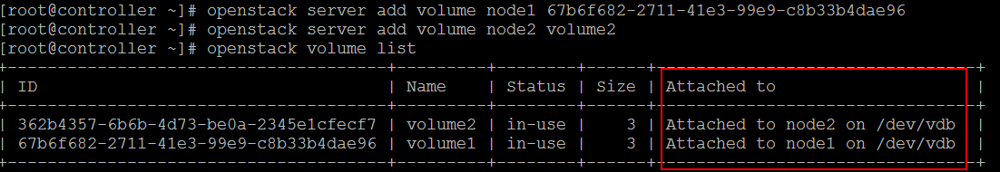 [root@controller ~]# openstack server add volume node1 67b6f682-2711-41e3-99e9-c8b33b4dae96
[root@controller ~]# openstack server add volume node2 volume2
[root@controller ~]# openstack volume list
+--------------------------------------+---------+--------+------+--------------------------------+
| ID                                   | Name    | Status | Size | Attached to                    |
+--------------------------------------+---------+--------+------+--------------------------------+
| 362b4357-6b6b-4d73-be0a-2345e1cfecf7 | volume2 | in-use |    3 | Attached to node2 on /dev/vdb  |
| 67b6f682-2711-41e3-99e9-c8b33b4dae96 | volume1 | in-use |    3 | Attached to node1 on /dev/vdb  |
+--------------------------------------+---------+--------+------+--------------------------------+